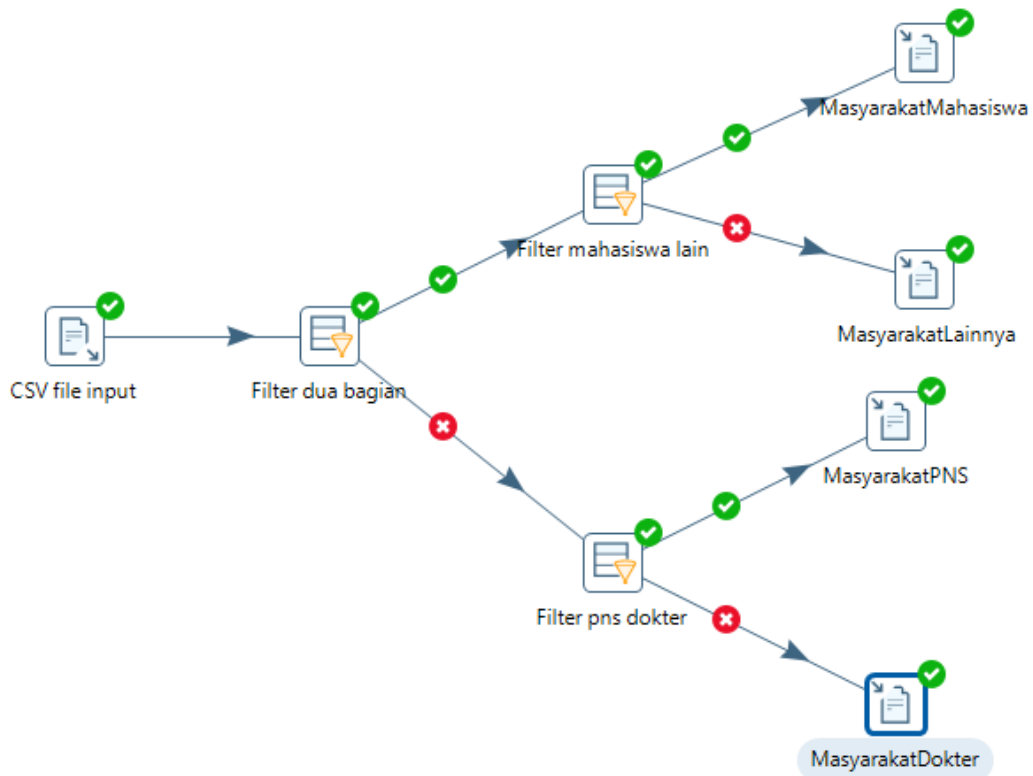 MasyarakatMahasiswa
Filter mahasiswa lain
MasyarakatLainnya
CSV file input
Filter dua bagian
MasyarakatPNS
Filter pns dokter
MasyarakatDokter